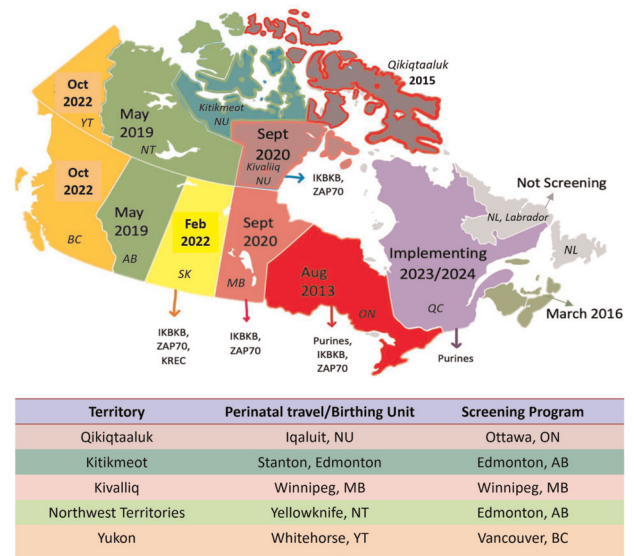 Qikiqtaaluk
2015
Oct
2022
YT
May
2019
NT
Kitikmeot
NU
Sept
2020
Kivaliiq
NU
IKBKB,
ZAP70
Oct
2022
BC
May
2019
AB
Feb
2022
SK
Sept
2020
MB
Aug
2013
ON
Implementing
2023/2024
QC
Not Screening
NL, Labrador
NL
March 2016
IKBKB,
ZAP70,
KREC
IKBKB,
ZAP70
Purines,
IKBKB,
ZAP70
Purines
Territory Perinatal travel/Birthing Unit Screening Program
Qikiqtaaluk Iqaluit, NU Ottawa, ON
Kitikmeot Stanton, Edmonton Edmonton, AB
Kivalliq Winnipeg, MB Winnipeg, MB
Northwest Territories Yellowknife, NT Edmonton, AB
Yukon Whitehorse, YT Vancouver, BC